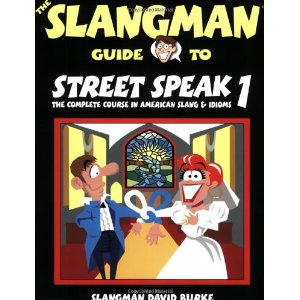 THE
SLANGMAN
GUIDE TO
STREET SPEAK 1
THE COMPLETE COURSE IN AMERICAN SLANG & IDIOMS
SLANGMAN DAVID BURKE